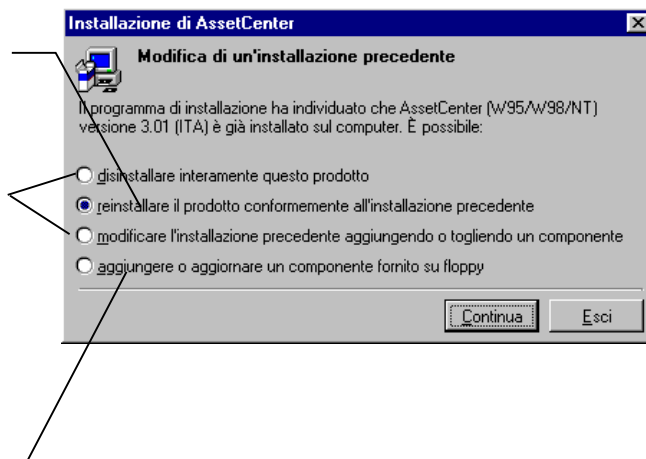 Installazione di AssetCenter
Modifica di un'installazione precedente
Il programma di installazione ha individuato che AssetCenter (W95/W98/NT)
versione 3.01 (ITA) è già installato sul computer. È possibile:
disinstallare interamente questo prodotto
reinstallare il prodotto conformemente all'installazione precedente
modificare l'installazione precedente aggiungendo o togliendo un componente
aggiungere o aggiornare un componente fornito su floppy
Continua
Esci